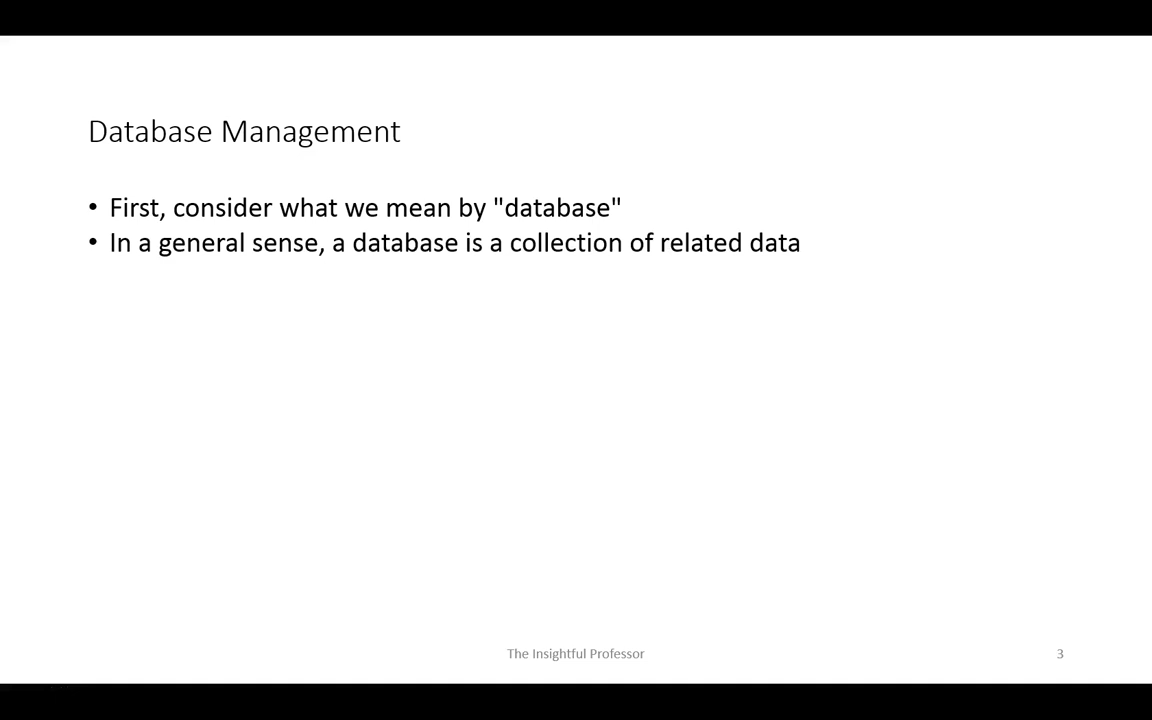 Database Management
• First, consider what we mean by "database"
• In a general sense, a database is a collection of related data
The Insightful Professor
3